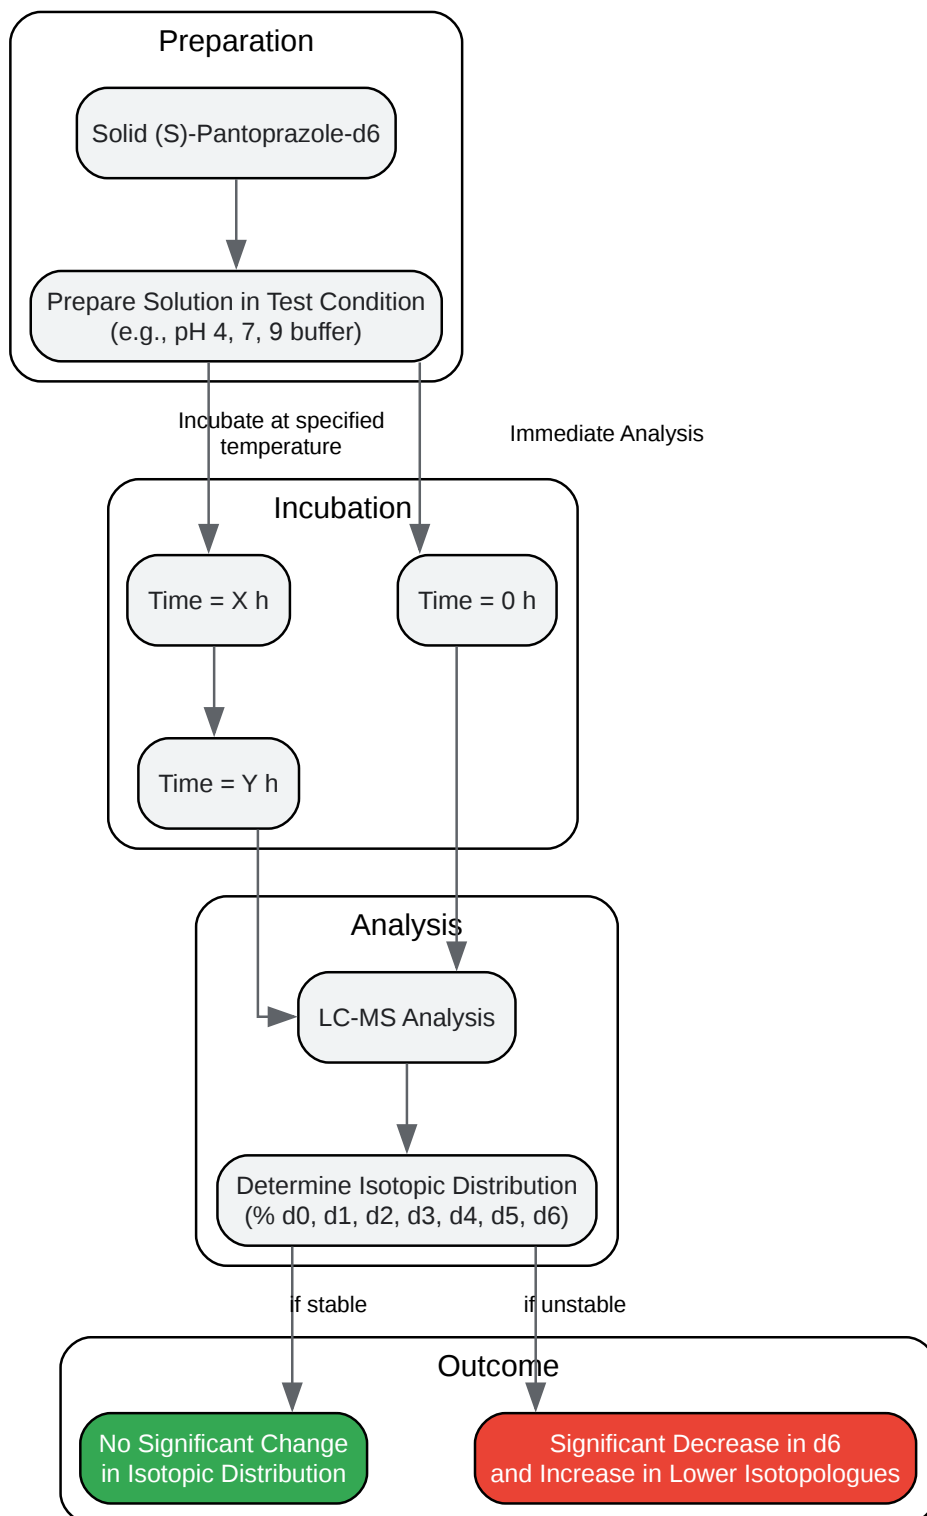 Preparation
Solid (S)-Pantoprazole-d6
Prepare Solution in Test Condition
(e.g., pH 4, 7, 9 buffer)
Incubate at specified
temperature
Immediate Analysis
Incubation
Time = X h
Time = 0 h
Time = Y h
Analysis
LC-MS Analysis
Determine Isotopic Distribution
(% d0, d1, d2, d3, d4, d5, d6)
if stable
if unstable
Outcome
No Significant Change
in Isotopic Distribution
Significant Decrease in d6
and Increase in Lower Isotopologues